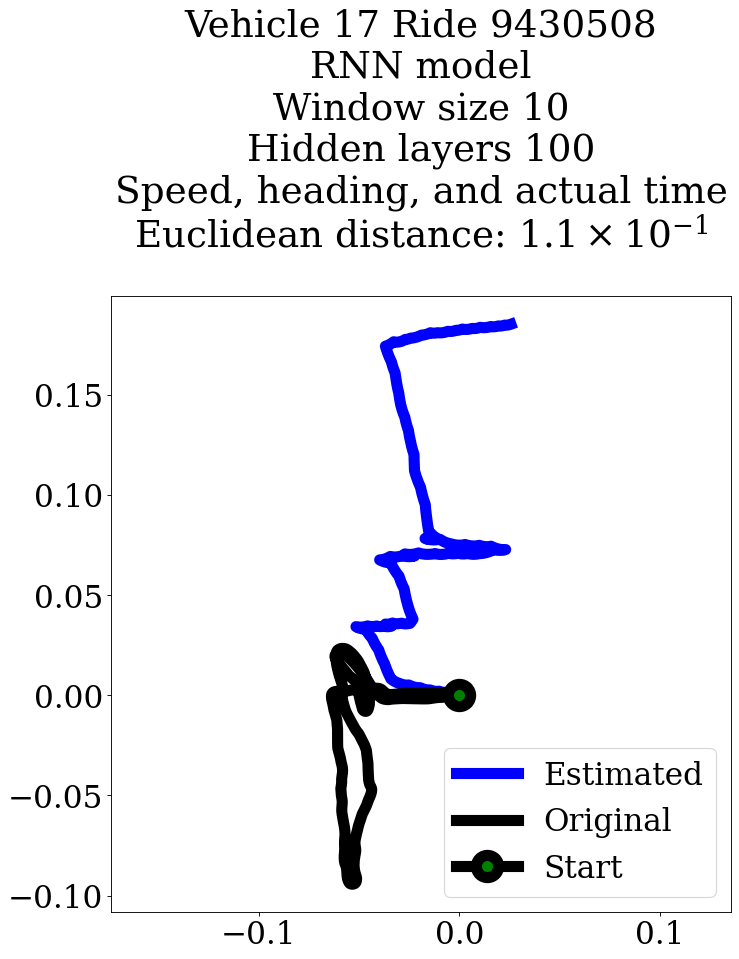 Vehicle 17 Ride 9430508
RNN model
Window size 10
Hidden layers 100
Speed, heading, and actual time
Euclidean distance: 1.1 × 10⁻¹
0.15
0.10
0.05
0.00
−0.05
−0.10
Estimated
Original
Start
−0.1
0.0
0.1